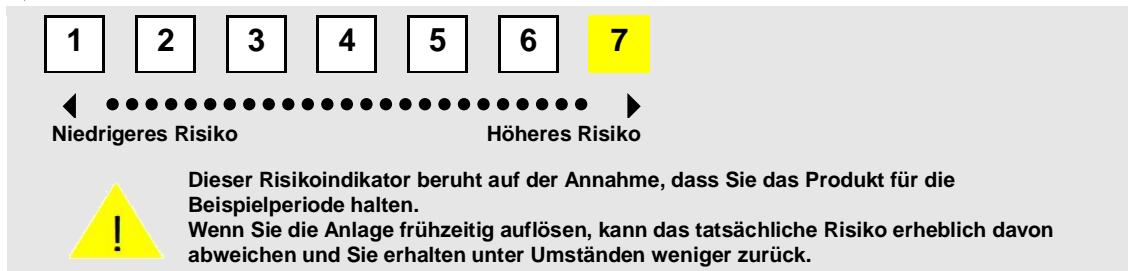 1 2 3 4 5 6 7
Niedrigeres Risiko Höheres Risiko
Dieser Risikoindikator beruht auf der Annahme, dass Sie das Produkt für die
Beispielperiode halten.
Wenn Sie die Anlage frühzeitig auflösen, kann das tatsächliche Risiko erheblich davon
abweichen und Sie erhalten unter Umständen weniger zurück.
!